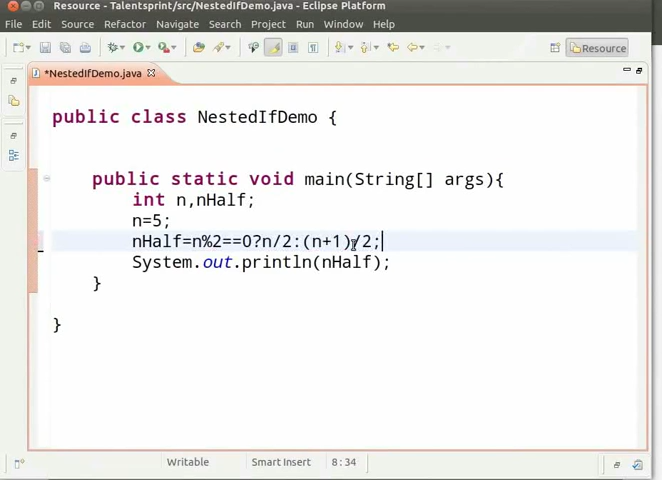 Resource - Talentsprint/src/NestedIfDemo.java - Eclipse Platform
File Edit Source Refactor Navigate Search Project Run Window Help
Resource
*NestedIfDemo.java
public class NestedIfDemo {
public static void main(String[] args){
int n,nHalf;
n=5;
nHalf=n%2==0?n/2:(n+1)/2;
System.out.println(nHalf);
}
}
Writable Smart Insert 8:34